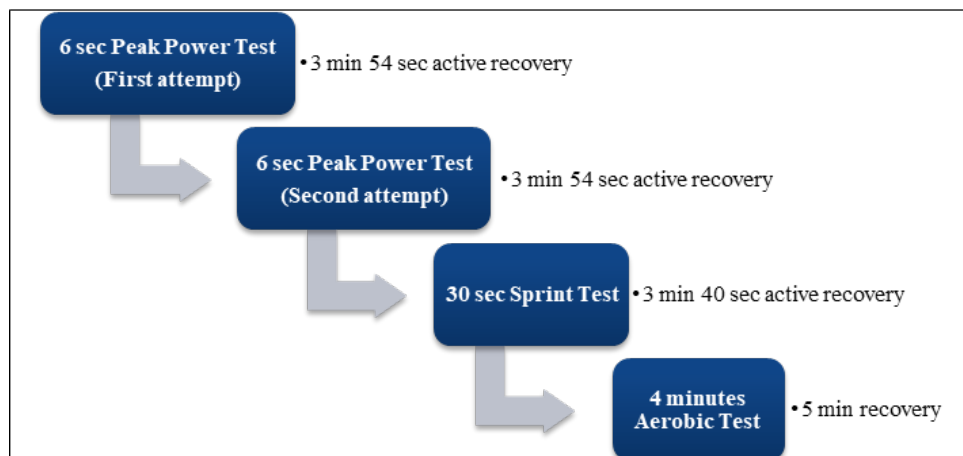 6 sec Peak Power Test
(First attempt)
•3 min 54 sec active recovery
6 sec Peak Power Test
(Second attempt)
•3 min 54 sec active recovery
30 sec Sprint Test
•3 min 40 sec active recovery
4 minutes
Aerobic Test
•5 min recovery